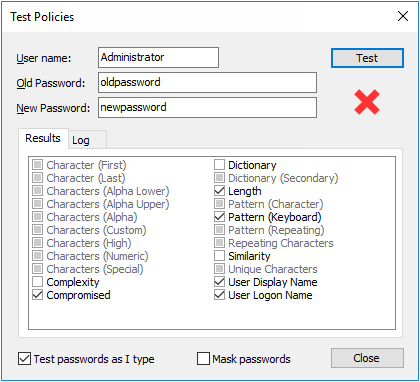 Test Policies
User name: Administrator Test
Old Password: oldpassword
New Password: newpassword
Results Log
Character (First) Dictionary
Character (Last) Dictionary (Secondary)
Characters (Alpha Lower) Length
Characters (Alpha Upper) Pattern (Character)
Characters (Alpha) Pattern (Keyboard)
Characters (Custom) Pattern (Repeating)
Characters (High) Repeating Characters
Characters (Numeric) Similarity
Characters (Special) Unique Characters
Complexity User Display Name
Compromised User Logon Name
Test passwords as I type Mask passwords Close